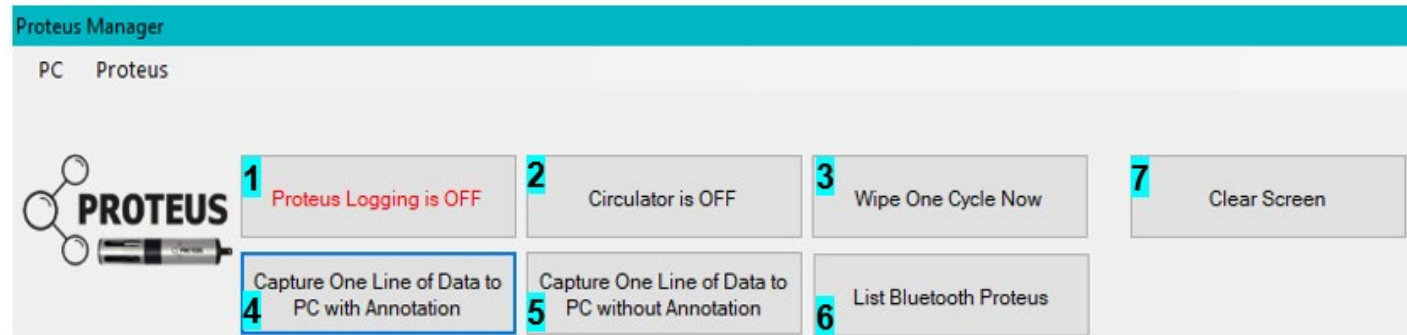 Proteus Manager
PC Proteus
1 Proteus Logging is OFF
2 Circulator is OFF
3 Wipe One Cycle Now
7 Clear Screen
PROTEUS
4 Capture One Line of Data to
PC with Annotation
5 Capture One Line of Data to
PC without Annotation
6 List Bluetooth Proteus